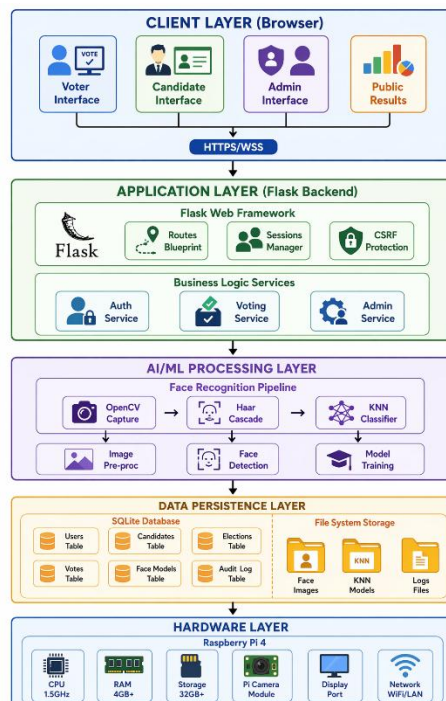 CLIENT LAYER (Browser)
VOTE
Voter
Interface
Candidate
Interface
Admin
Interface
Public
Results
HTTPS/WSS
APPLICATION LAYER (Flask Backend)
Flask Web Framework
Flask
Routes
Blueprint
Sessions
Manager
CSRF
Protection
Business Logic Services
Auth
Service
Voting
Service
Admin
Service
AI/ML PROCESSING LAYER
Face Recognition Pipeline
OpenCV
Capture
Haar
Cascade
KNN
Classifier
Image
Pre-proc
Face
Detection
Model
Training
DATA PERSISTENCE LAYER
SQLite Database
Users
Table
Candidates
Table
Elections
Table
Votes
Table
Face Models
Table
Audit Log
Table
File System Storage
Face
Images
KNN
KNN
Models
Logs
Files
HARDWARE LAYER
Raspberry Pi 4
CPU
1.5GHz
RAM
4GB+
Storage
32GB+
Pi Camera
Module
Display
Port
Network
WiFi/LAN